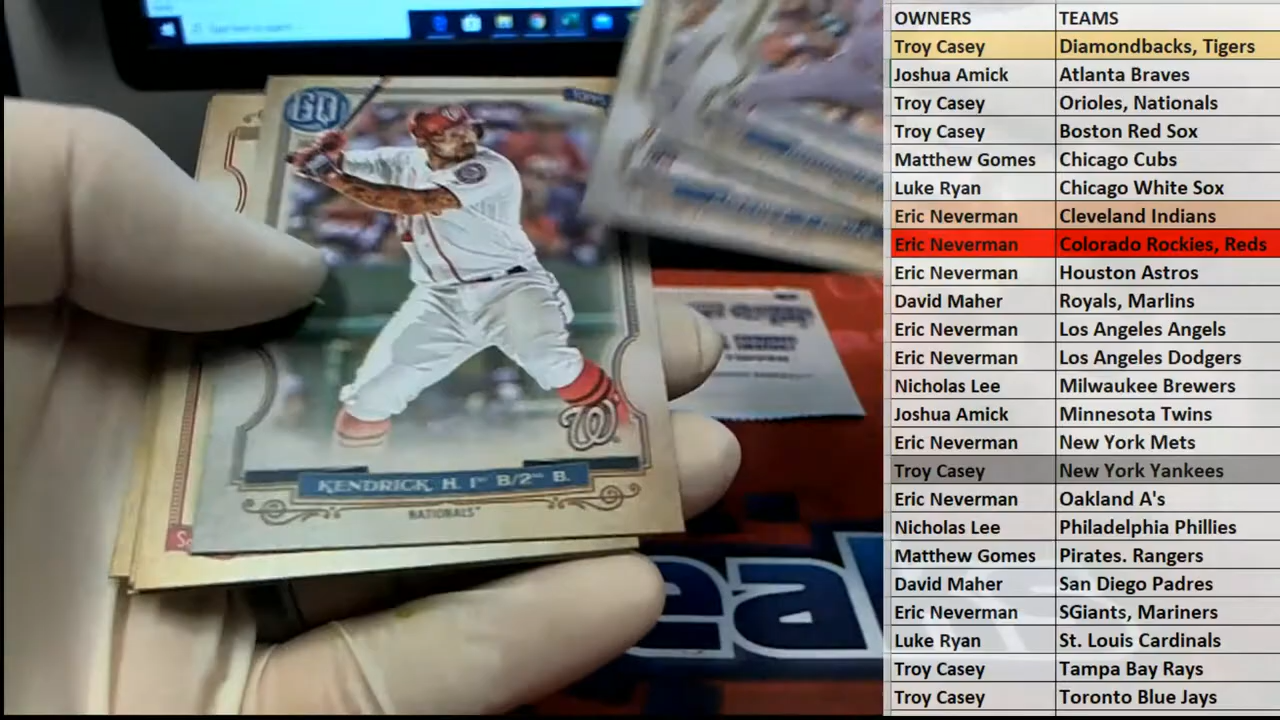 GQ
TOPPS
KENDRICK, H. 1ST B/2ND B.
NATIONALS
W
ea
OWNERS TEAMS
Troy Casey Diamondbacks, Tigers
Joshua Amick Atlanta Braves
Troy Casey Orioles, Nationals
Troy Casey Boston Red Sox
Matthew Gomes Chicago Cubs
Luke Ryan Chicago White Sox
Eric Neverman Cleveland Indians
Eric Neverman Colorado Rockies, Reds
Eric Neverman Houston Astros
David Maher Royals, Marlins
Eric Neverman Los Angeles Angels
Eric Neverman Los Angeles Dodgers
Nicholas Lee Milwaukee Brewers
Joshua Amick Minnesota Twins
Eric Neverman New York Mets
Troy Casey New York Yankees
Eric Neverman Oakland A's
Nicholas Lee Philadelphia Phillies
Matthew Gomes Pirates. Rangers
David Maher San Diego Padres
Eric Neverman SGiants, Mariners
Luke Ryan St. Louis Cardinals
Troy Casey Tampa Bay Rays
Troy Casey Toronto Blue Jays